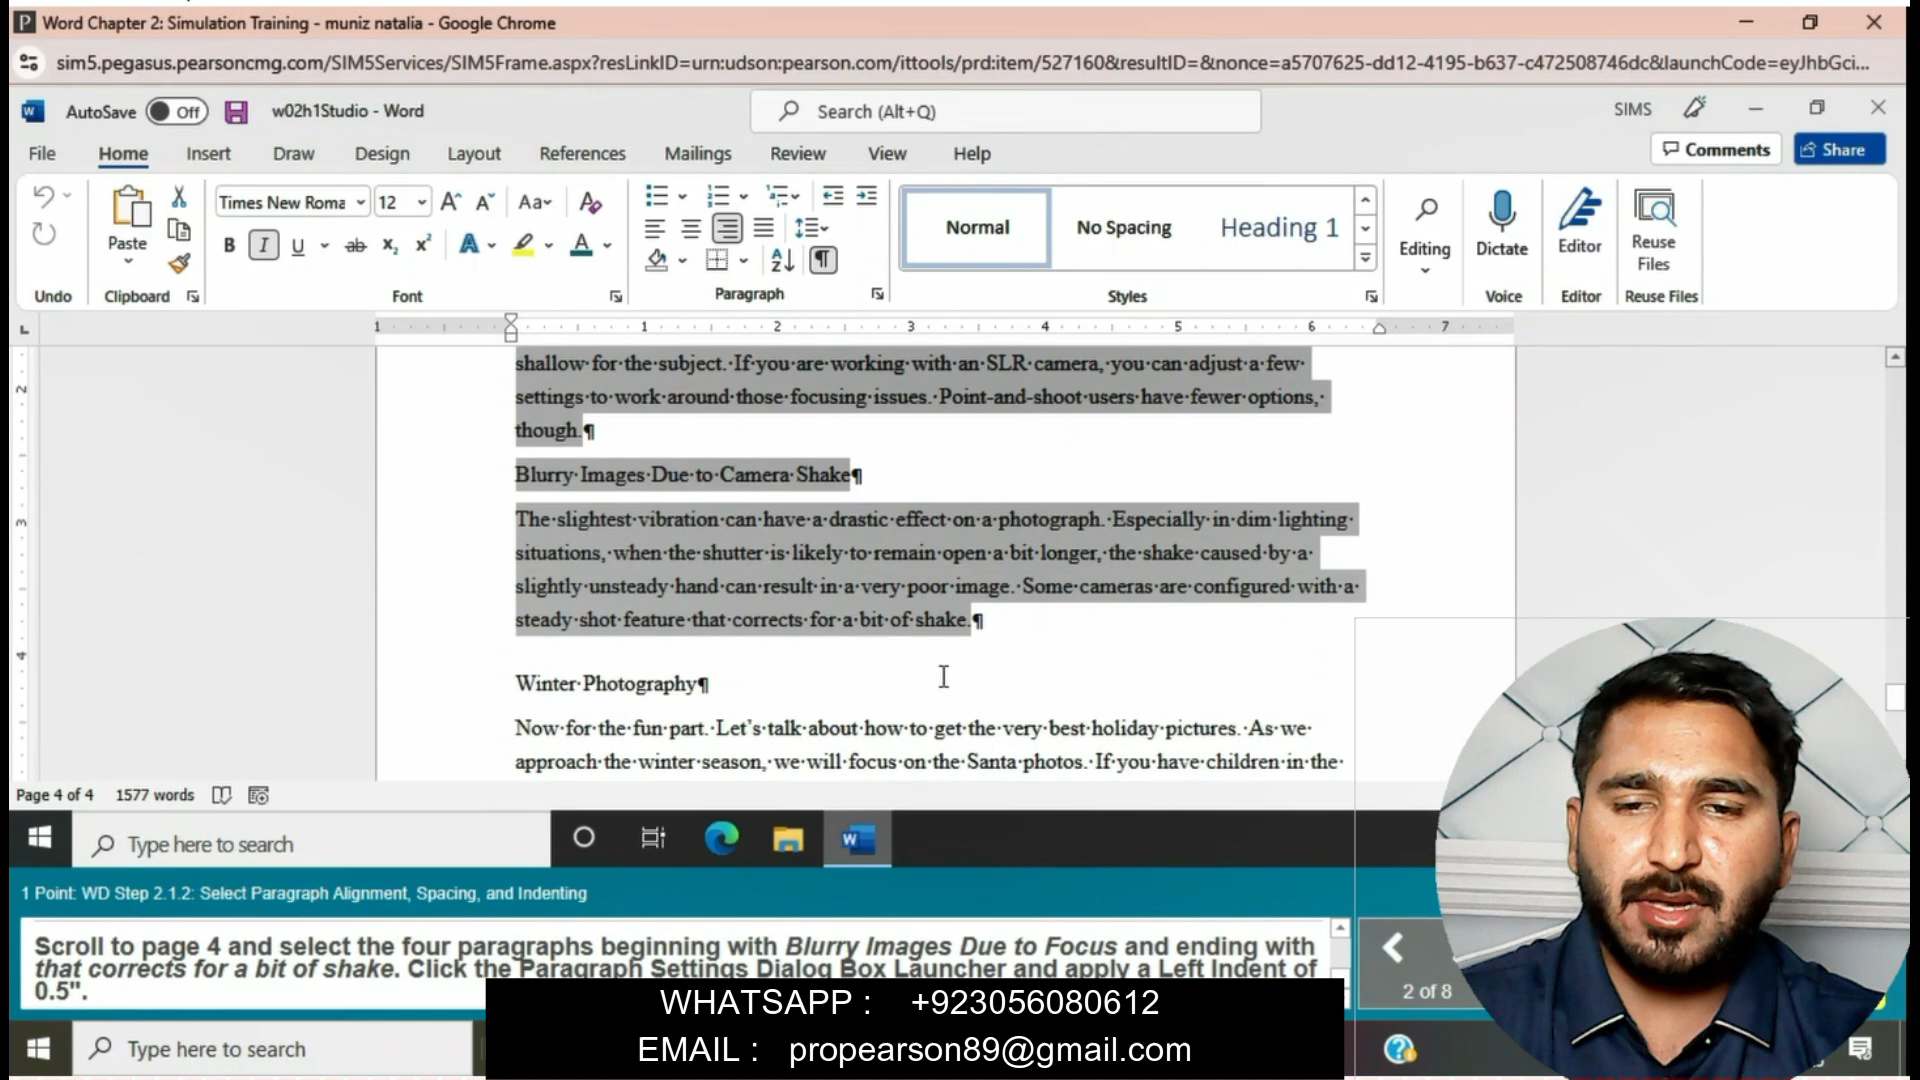 Word Chapter 2: Simulation Training - muniz natalia - Google Chrome
sim5.pegasus.pearsoncmg.com/SIM5Services/SIM5Frame.aspx?resLinkID=urn:udson:pearson.com/ittools/prd:item/527160&resultID=&nonce=a5707625-dd12-4195-b637-c472508746dc&launchCode=eyJhbGci...
AutoSave Off w02h1Studio - Word Search (Alt+Q) SIMS
File Home Insert Draw Design Layout References Mailings Review View Help Comments Share
Times New Roma 12
Paste
Normal No Spacing Heading 1
Editing Dictate Editor Reuse Files
Undo Clipboard Font Paragraph Styles Voice Editor Reuse Files
1 1 2 3 4 5 6 7
shallow·for·the·subject.·If·you·are·working·with·an·SLR·camera,·you·can·adjust·a·few·
settings·to·work·around·those·focusing·issues.·Point-and-shoot·users·have·fewer·options,·
though.¶
Blurry·Images·Due·to·Camera·Shake¶
The·slightest·vibration·can·have·a·drastic·effect·on·a·photograph.·Especially·in·dim·lighting·
situations,·when·the·shutter·is·likely·to·remain·open·a·bit·longer,·the·shake·caused·by·a·
slightly·unsteady·hand·can·result·in·a·very·poor·image.·Some·cameras·are·configured·with·a·
steady·shot·feature·that·corrects·for·a·bit·of·shake.¶
Winter·Photography¶
Now·for·the·fun·part.·Let’s·talk·about·how·to·get·the·very·best·holiday·pictures.·As·we·
approach·the·winter·season,·we·will·focus·on·the·Santa·photos.·If·you·have·children·in·the·
2
3
4
Page 4 of 4 1577 words
Type here to search
1 Point: WD Step 2.1.2: Select Paragraph Alignment, Spacing, and Indenting
Scroll to page 4 and select the four paragraphs beginning with Blurry Images Due to Focus and ending with
that corrects for a bit of shake. Click the Paragraph Settings Dialog Box Launcher and apply a Left Indent of
0.5".
2 of 8
WHATSAPP : +923056080612
EMAIL : propearson89@gmail.com
Type here to search